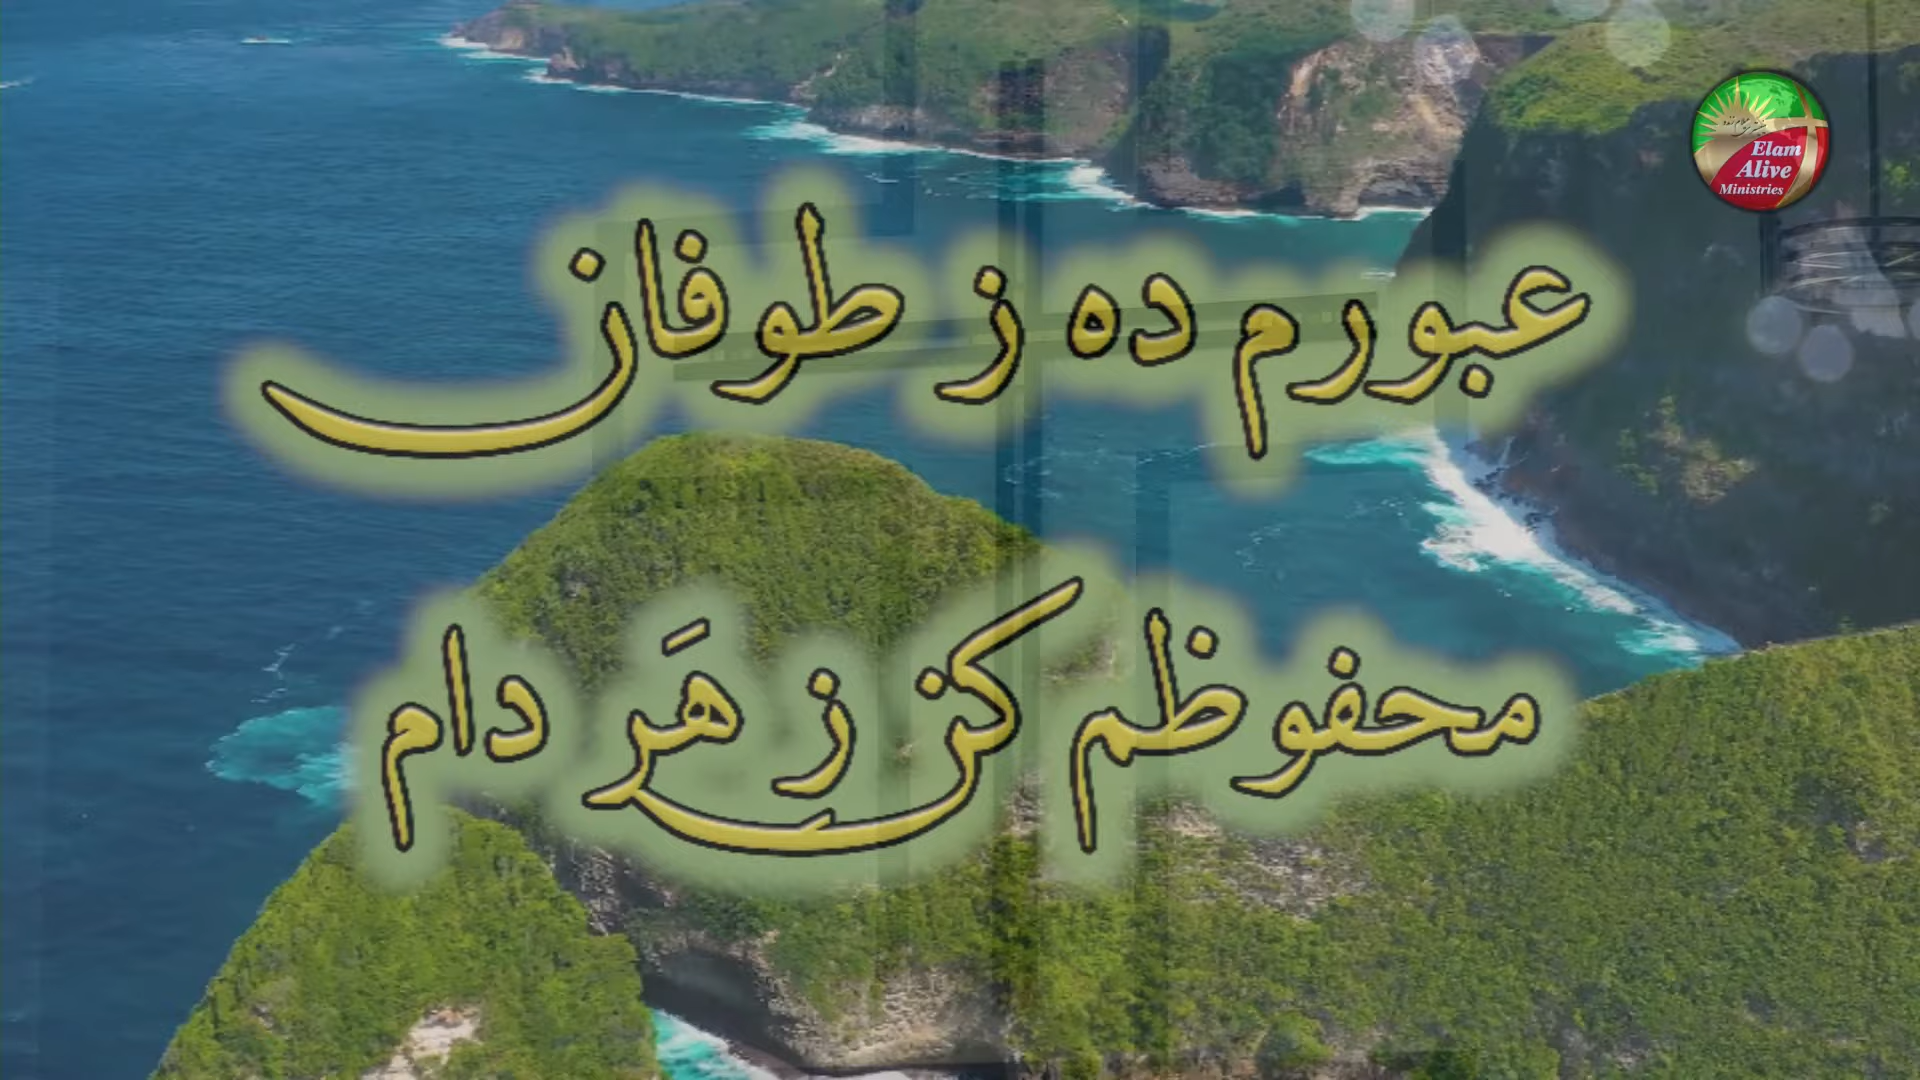 عبورم ده ز طوفان
محفوظم کن ز هَر دام
Elam
Alive
Ministries